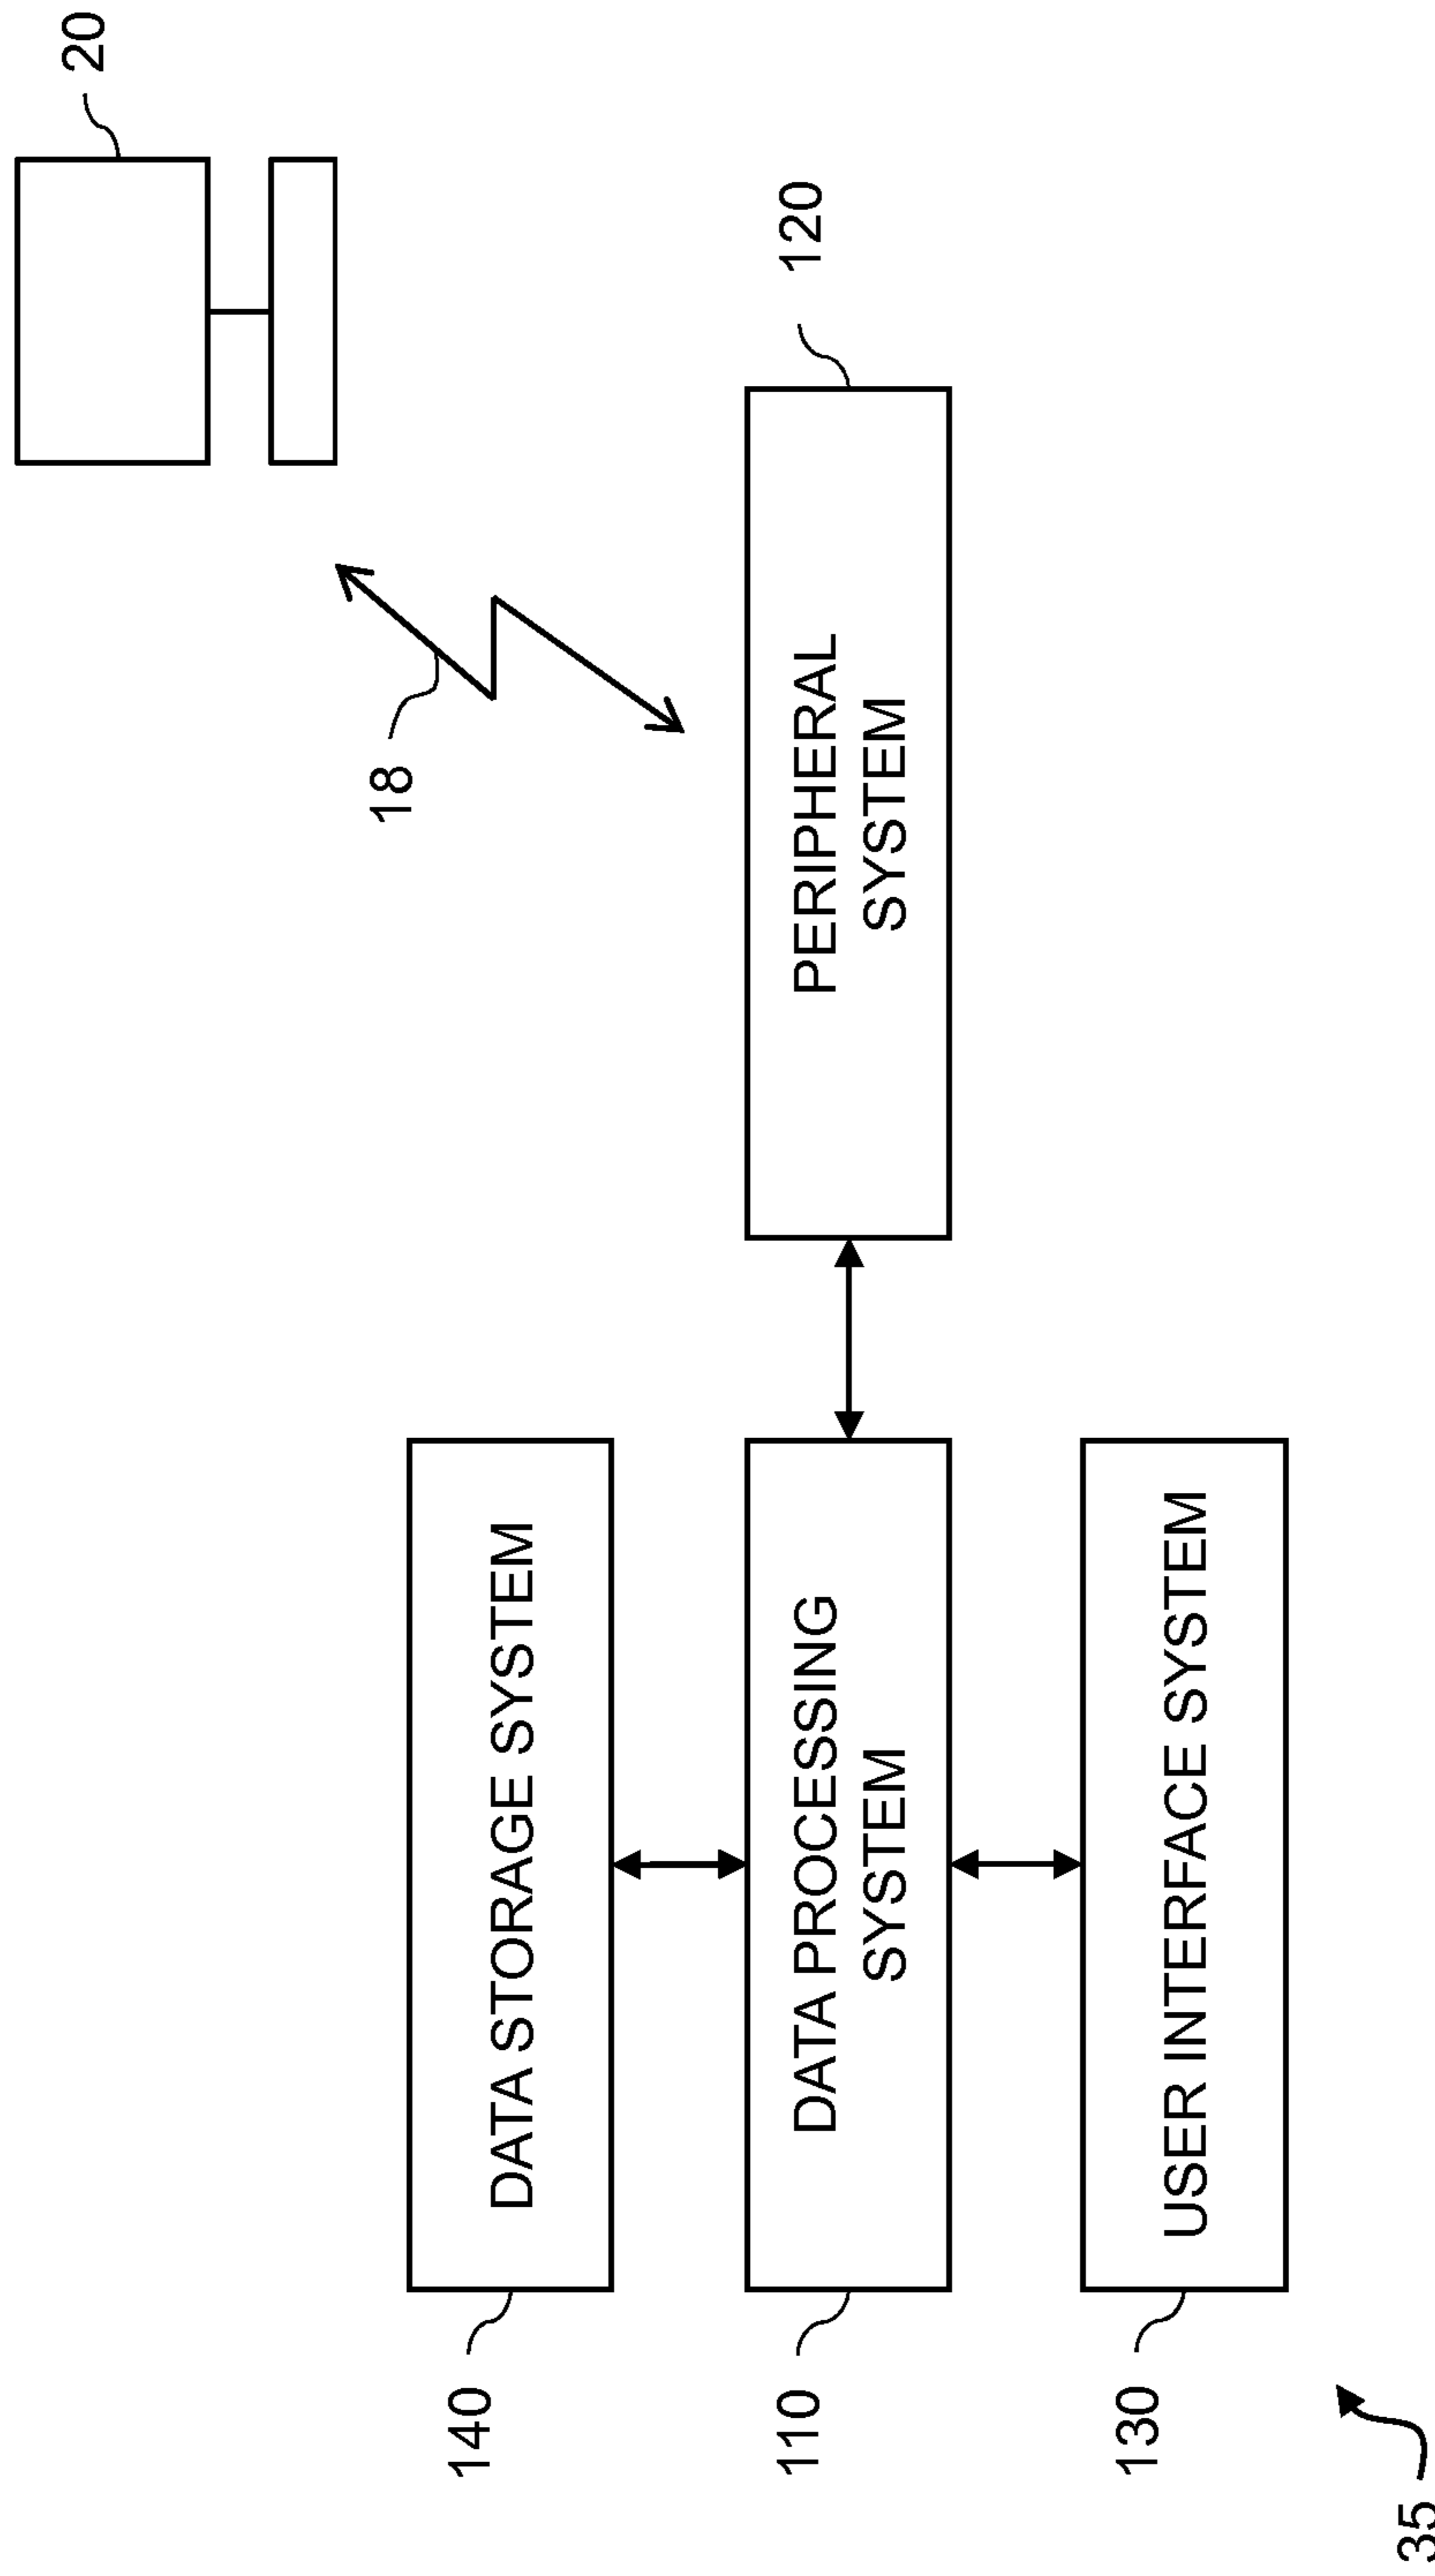 20
18
140
DATA STORAGE SYSTEM
120
110
DATA PROCESSING
SYSTEM
PERIPHERAL
SYSTEM
130
USER INTERFACE SYSTEM
35